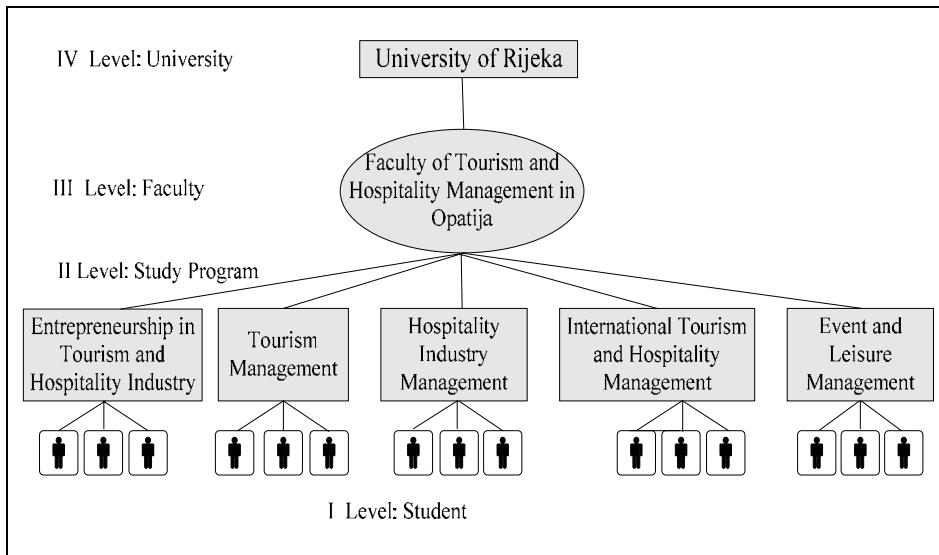 IV Level: University
University of Rijeka
III Level: Faculty
Faculty of Tourism and
Hospitality Management in
Opatija
II Level: Study Program
Entrepreneurship in
Tourism and
Hospitality Industry
Tourism
Management
Hospitality
Industry
Management
International Tourism
and Hospitality
Management
Event and
Leisure
Management
I Level: Student